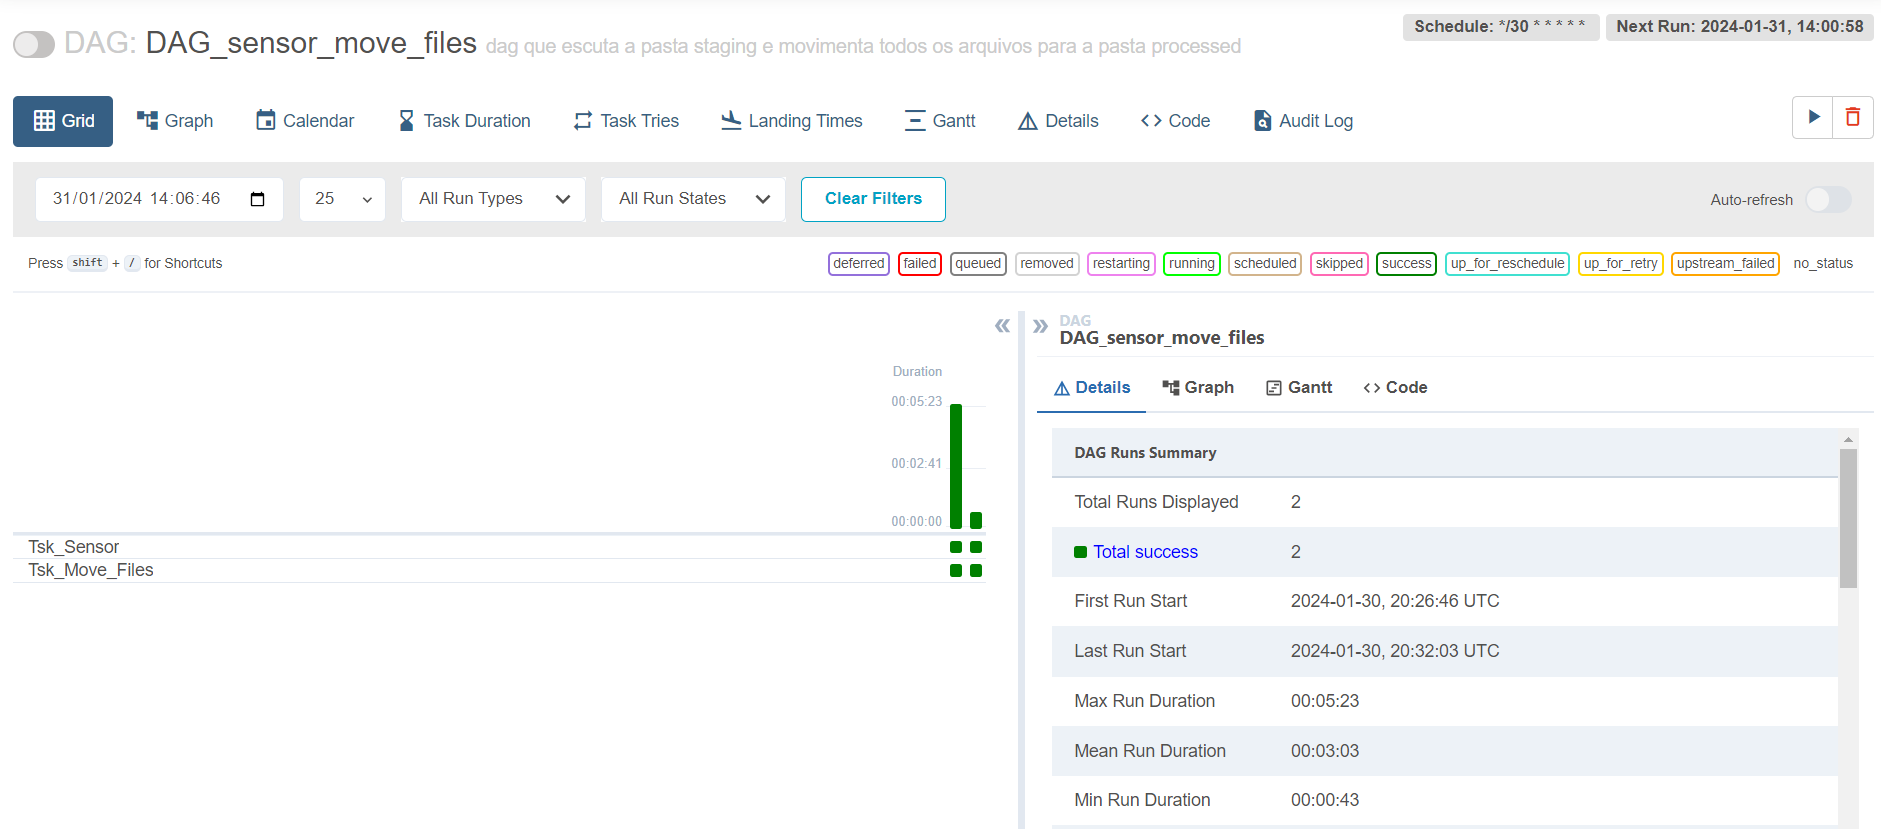 DAG: DAG_sensor_move_files dag que escuta a pasta staging e movimenta todos os arquivos para a pasta processed
Schedule: */30 * * * * *
Next Run: 2024-01-31, 14:00:58
Grid
Graph
Calendar
Task Duration
Task Tries
Landing Times
Gantt
Details
Code
Audit Log
31/01/2024 14:06:46
25
All Run Types
All Run States
Clear Filters
Auto-refresh
Press shift + / for Shortcuts
deferred
failed
queued
removed
restarting
running
scheduled
skipped
success
up_for_reschedule
up_for_retry
upstream_failed
no_status
Duration
00:05:23
00:02:41
00:00:00
Tsk_Sensor
Tsk_Move_Files
DAG
DAG_sensor_move_files
Details
Graph
Gantt
Code
DAG Runs Summary
Total Runs Displayed 2
Total success 2
First Run Start 2024-01-30, 20:26:46 UTC
Last Run Start 2024-01-30, 20:32:03 UTC
Max Run Duration 00:05:23
Mean Run Duration 00:03:03
Min Run Duration 00:00:43